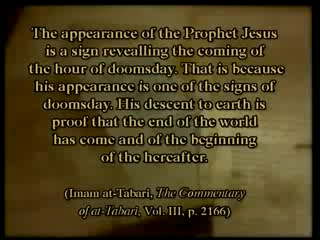 The appearance of the Prophet Jesus
is a sign revealling the coming of
the hour of doomsday. That is because
his appearance is one of the signs of
doomsday. His descent to earth is
proof that the end of the world
has come and of the beginning
of the hereafter.
(Imam at-Tabari, The Commentary
of at-Tabari, Vol. III, p. 2166)